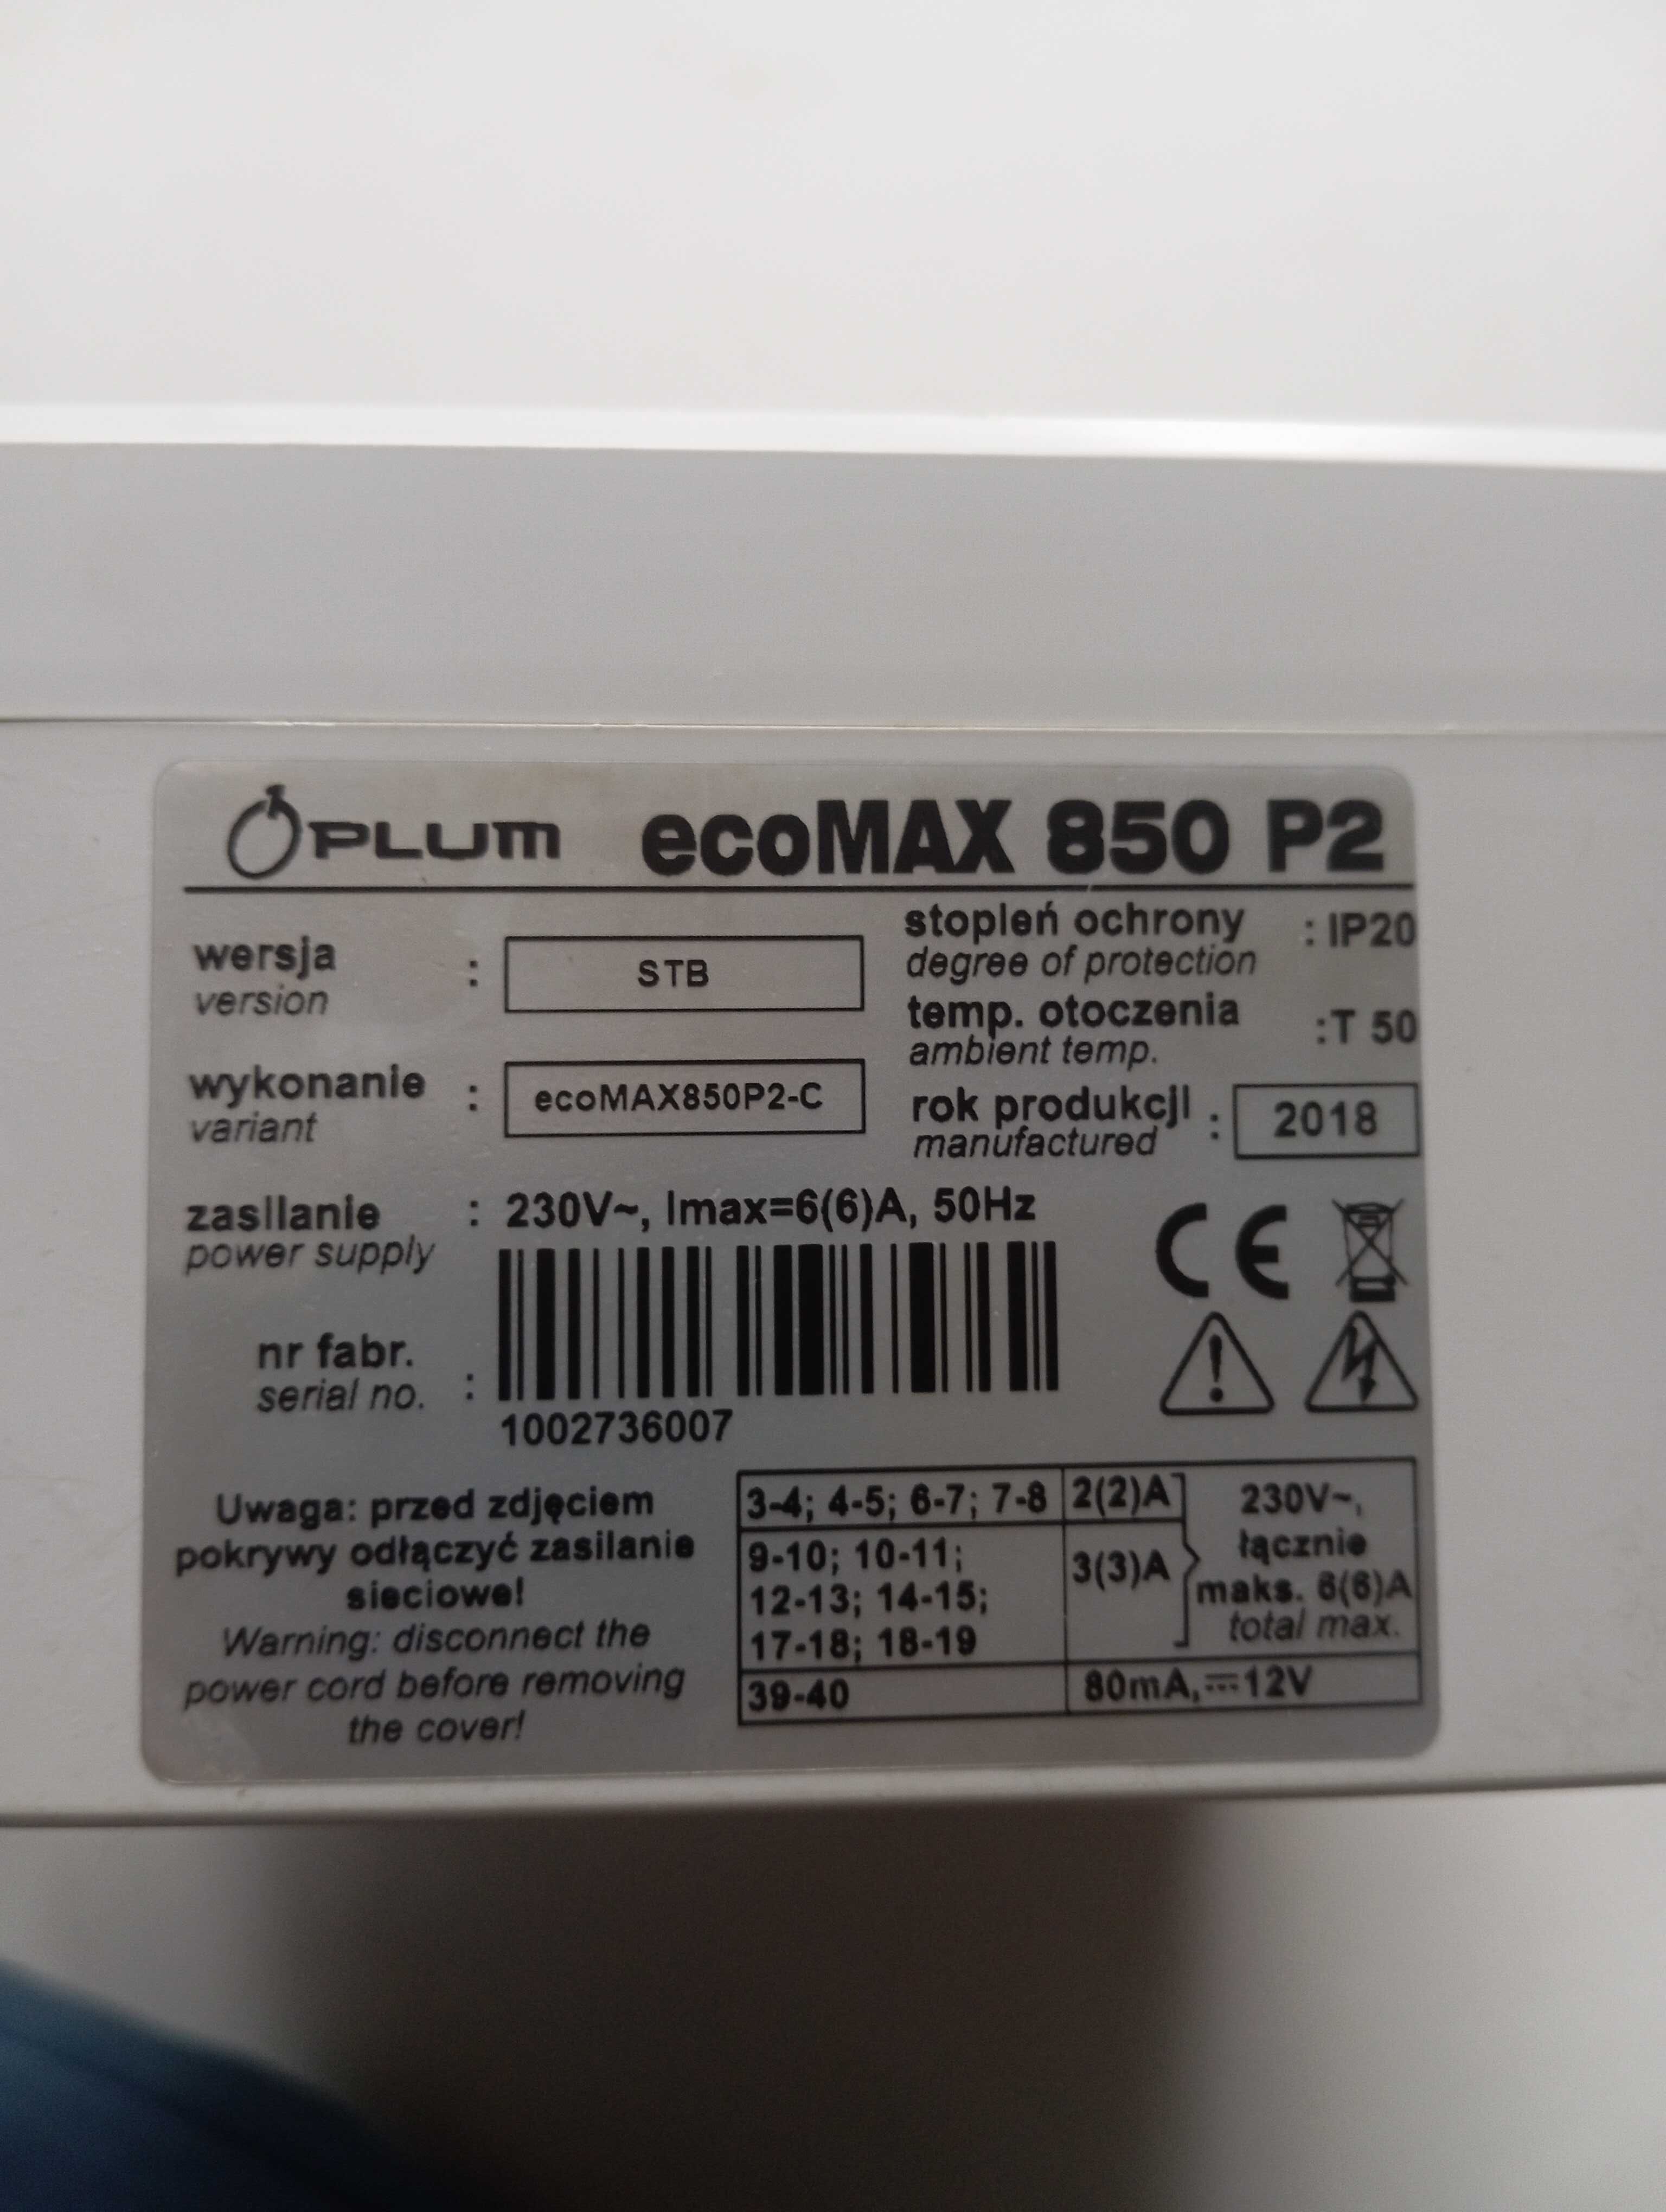 PLUM ecoMAX 850 P2
wersja : STB
version
wykonanie : ecoMAX850P2-C
variant
stopień ochrony : IP20
degree of protection
temp. otoczenia :T 50
ambient temp.
rok produkcji : 2018
manufactured
zasilanie : 230V~, Imax=6(6)A, 50Hz
power supply
CE
nr fabr.
serial no. :
1002736007
Uwaga: przed zdjęciem
pokrywy odłączyć zasilanie
sieciowe!
Warning: disconnect the
power cord before removing
the cover!
3-4; 4-5; 6-7; 7-8 2(2)A
9-10; 10-11;
12-13; 14-15;
17-18; 18-19
3(3)A
230V~,
łącznie
maks. 6(6)A
total max.
39-40 80mA, ⎓12V